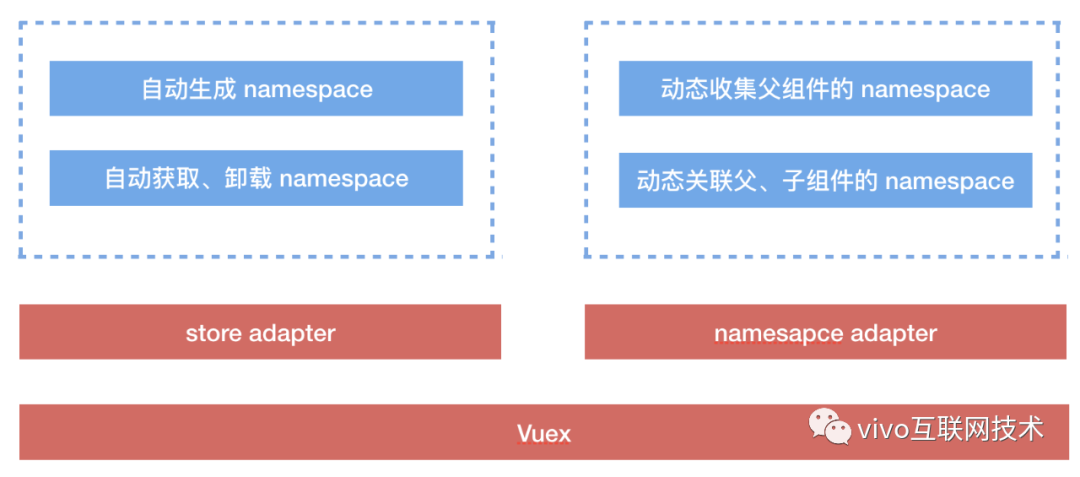 自动生成 namespace
自动获取、卸载 namespace
动态收集父组件的 namespace
动态关联父、子组件的 namespace
store adapter
namesapce adapter
Vuex
vivo互联网技术